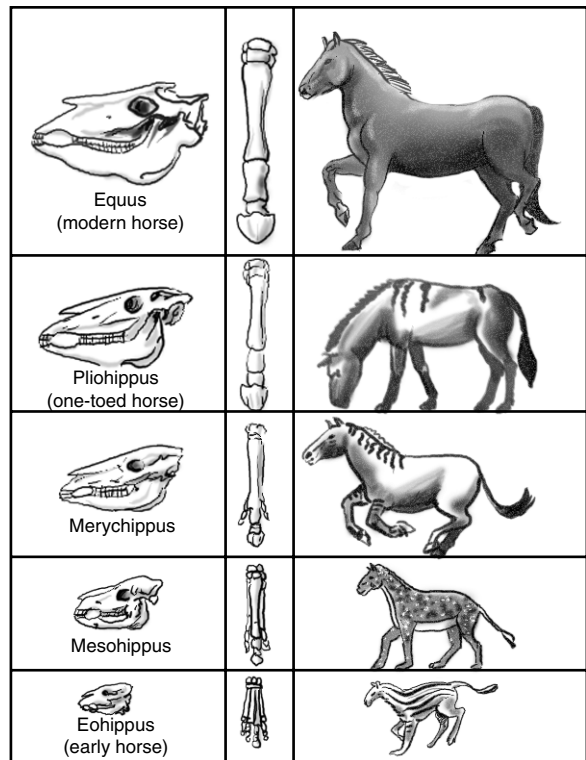 Equus
(modern horse)
Pliohippus
(one-toed horse)
Merychippus
Mesohippus
Eohippus
(early horse)